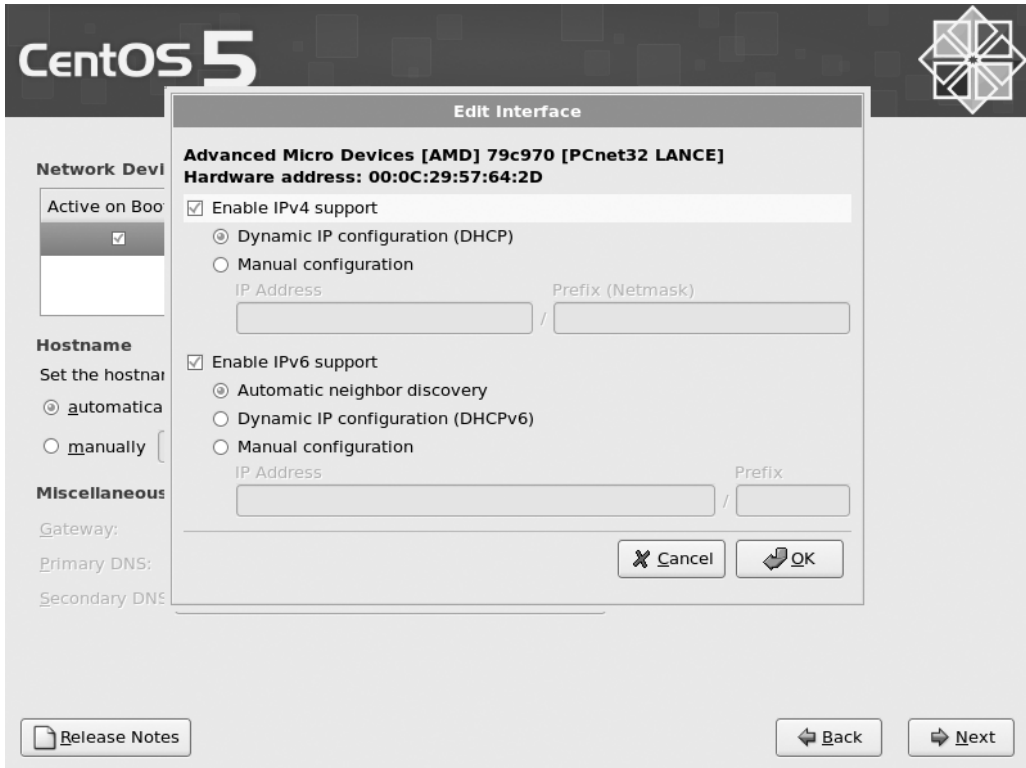 CentOS 5
Edit Interface
Advanced Micro Devices [AMD] 79c970 [PCnet32 LANCE]
Hardware address: 00:0C:29:57:64:2D
Enable IPv4 support
Dynamic IP configuration (DHCP)
Manual configuration
IP Address Prefix (Netmask)
/
Enable IPv6 support
Automatic neighbor discovery
Dynamic IP configuration (DHCPv6)
Manual configuration
IP Address Prefix
/
Cancel OK
Network Devi
Active on Boo
Hostname
Set the hostnar
automatica
manually
Miscellaneous
Gateway:
Primary DNS:
Secondary DNS
Release Notes Back Next